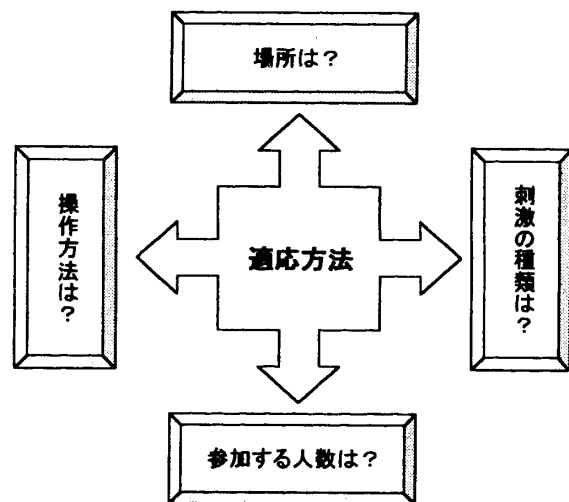 場所は？
操作方法は？
適応方法
刺激の種類は？
参加する人数は？